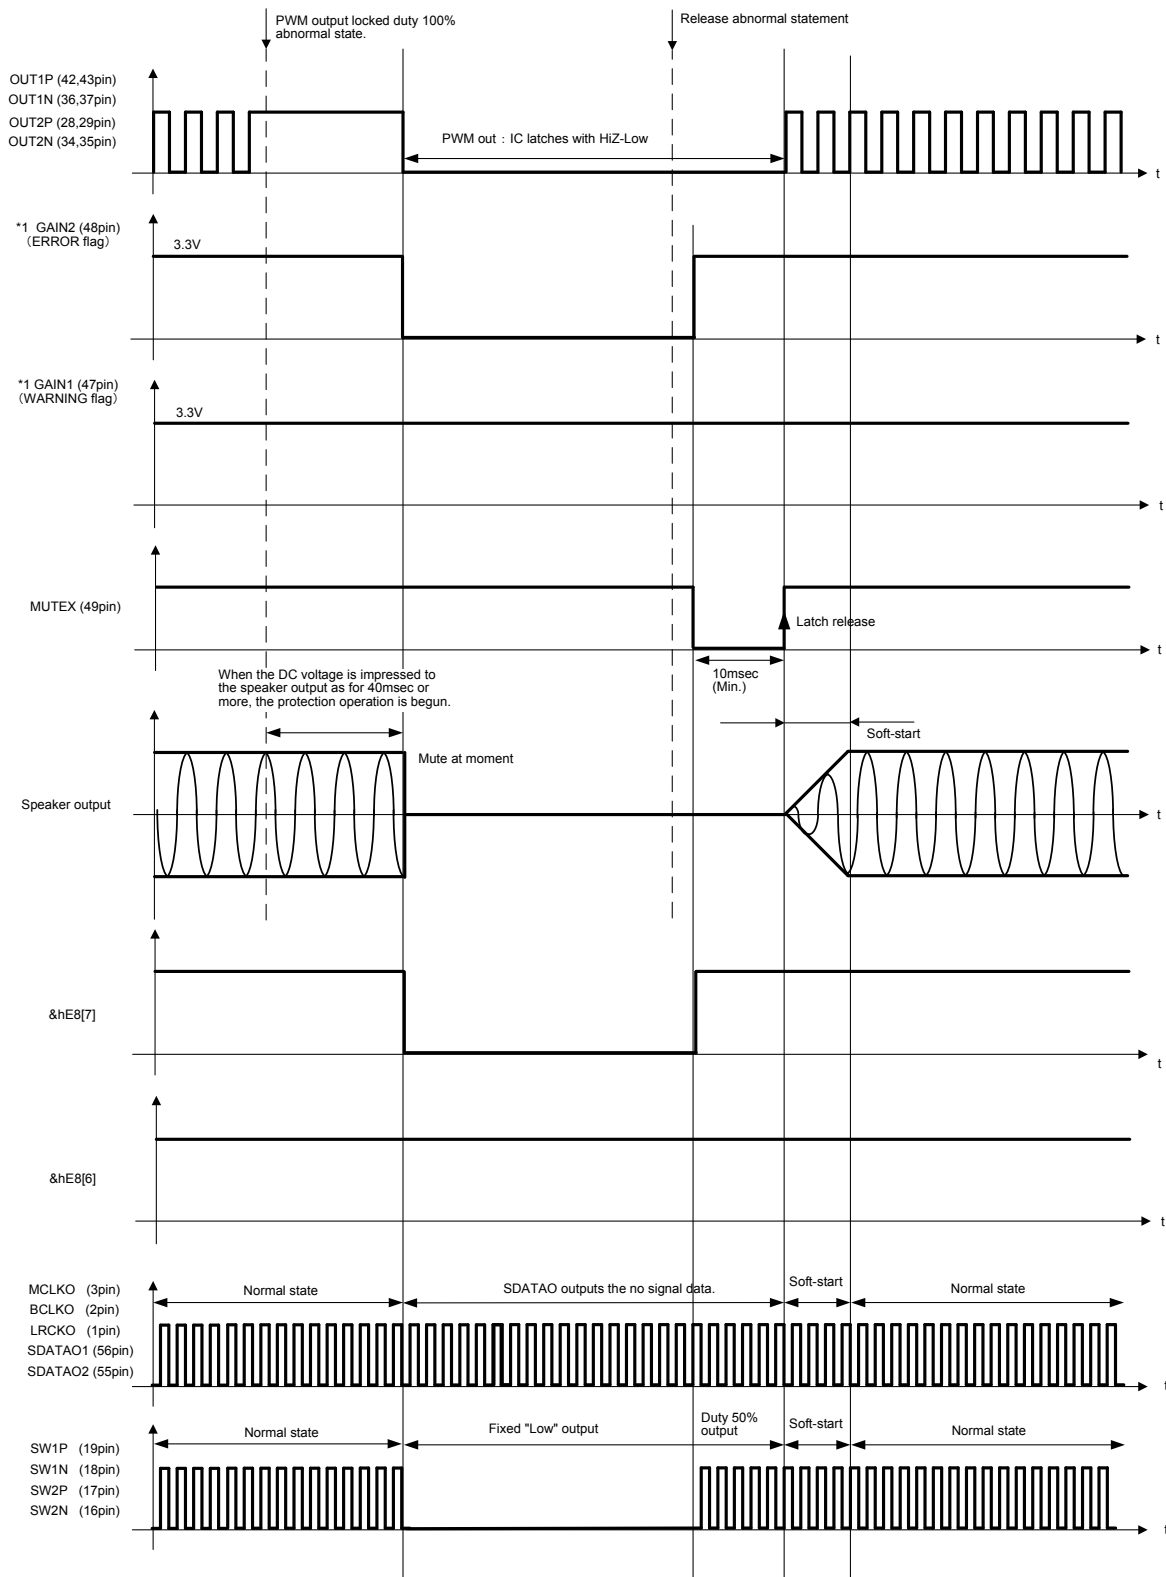 PWM output locked duty 100%
abnormal state.
Release abnormal statement
OUT1P (42,43pin)
OUT1N (36,37pin)
OUT2P (28,29pin)
OUT2N (34,35pin)
PWM out : IC latches with HiZ-Low
t
*1 GAIN2 (48pin)
（ERROR flag）
3.3V
t
*1 GAIN1 (47pin)
（WARNING flag）
3.3V
t
MUTEX (49pin)
Latch release
t
10msec
(Min.)
When the DC voltage is impressed to
the speaker output as for 40msec or
more, the protection operation is begun.
Soft-start
Mute at moment
Speaker output
t
&hE8[7]
t
&hE8[6]
t
MCLKO (3pin)
BCLKO (2pin)
LRCKO (1pin)
SDATAO1 (56pin)
SDATAO2 (55pin)
Normal state
SDATAO outputs the no signal data.
Soft-start
Normal state
t
SW1P (19pin)
SW1N (18pin)
SW2P (17pin)
SW2N (16pin)
Normal state
Fixed "Low" output
Duty 50%
output
Soft-start
Normal state
t